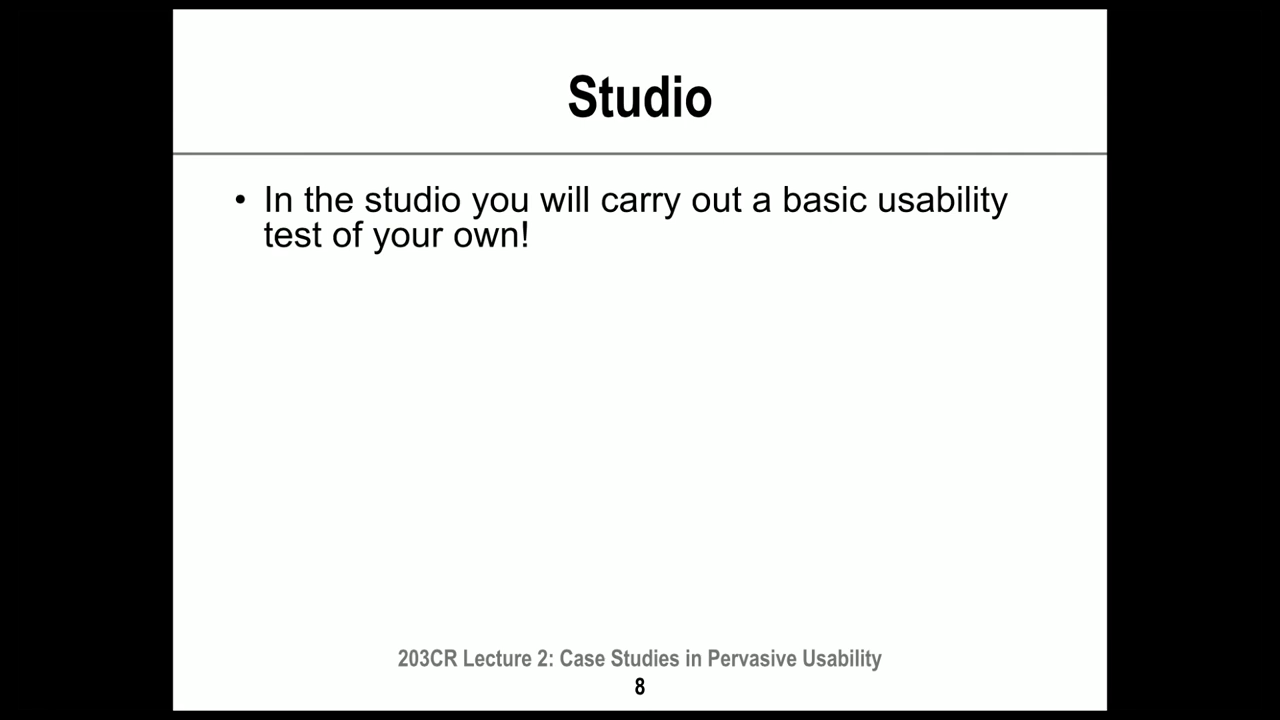 Studio
• In the studio you will carry out a basic usability
test of your own!
203CR Lecture 2: Case Studies in Pervasive Usability
8